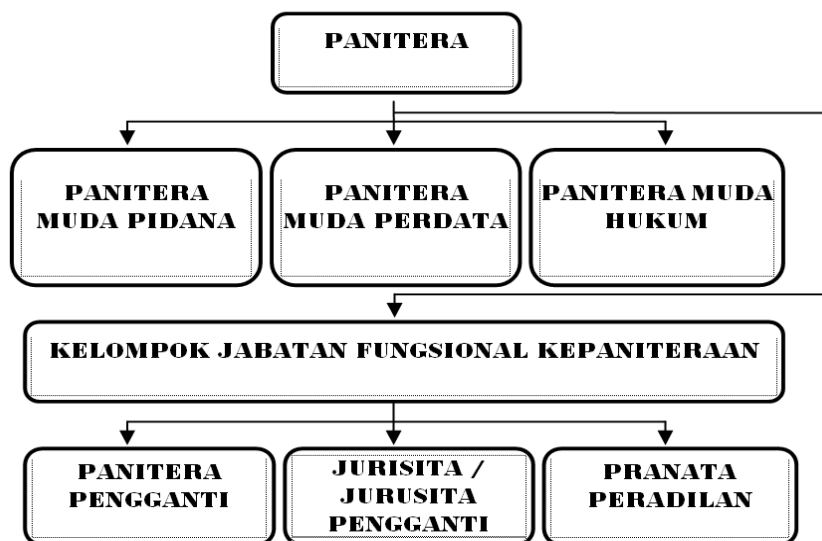 PANITERA
PANITERA
MUDA PIDANA
PANITERA
MUDA PERDATA
PANITERA MUDA
HUKUM
KELOMPOK JABATAN FUNGSIONAL KEPANITERAAN
PANITERA
PENGGANTI
JURISITA /
JURUSITA
PENGGANTI
PRANATA
PERADILAN